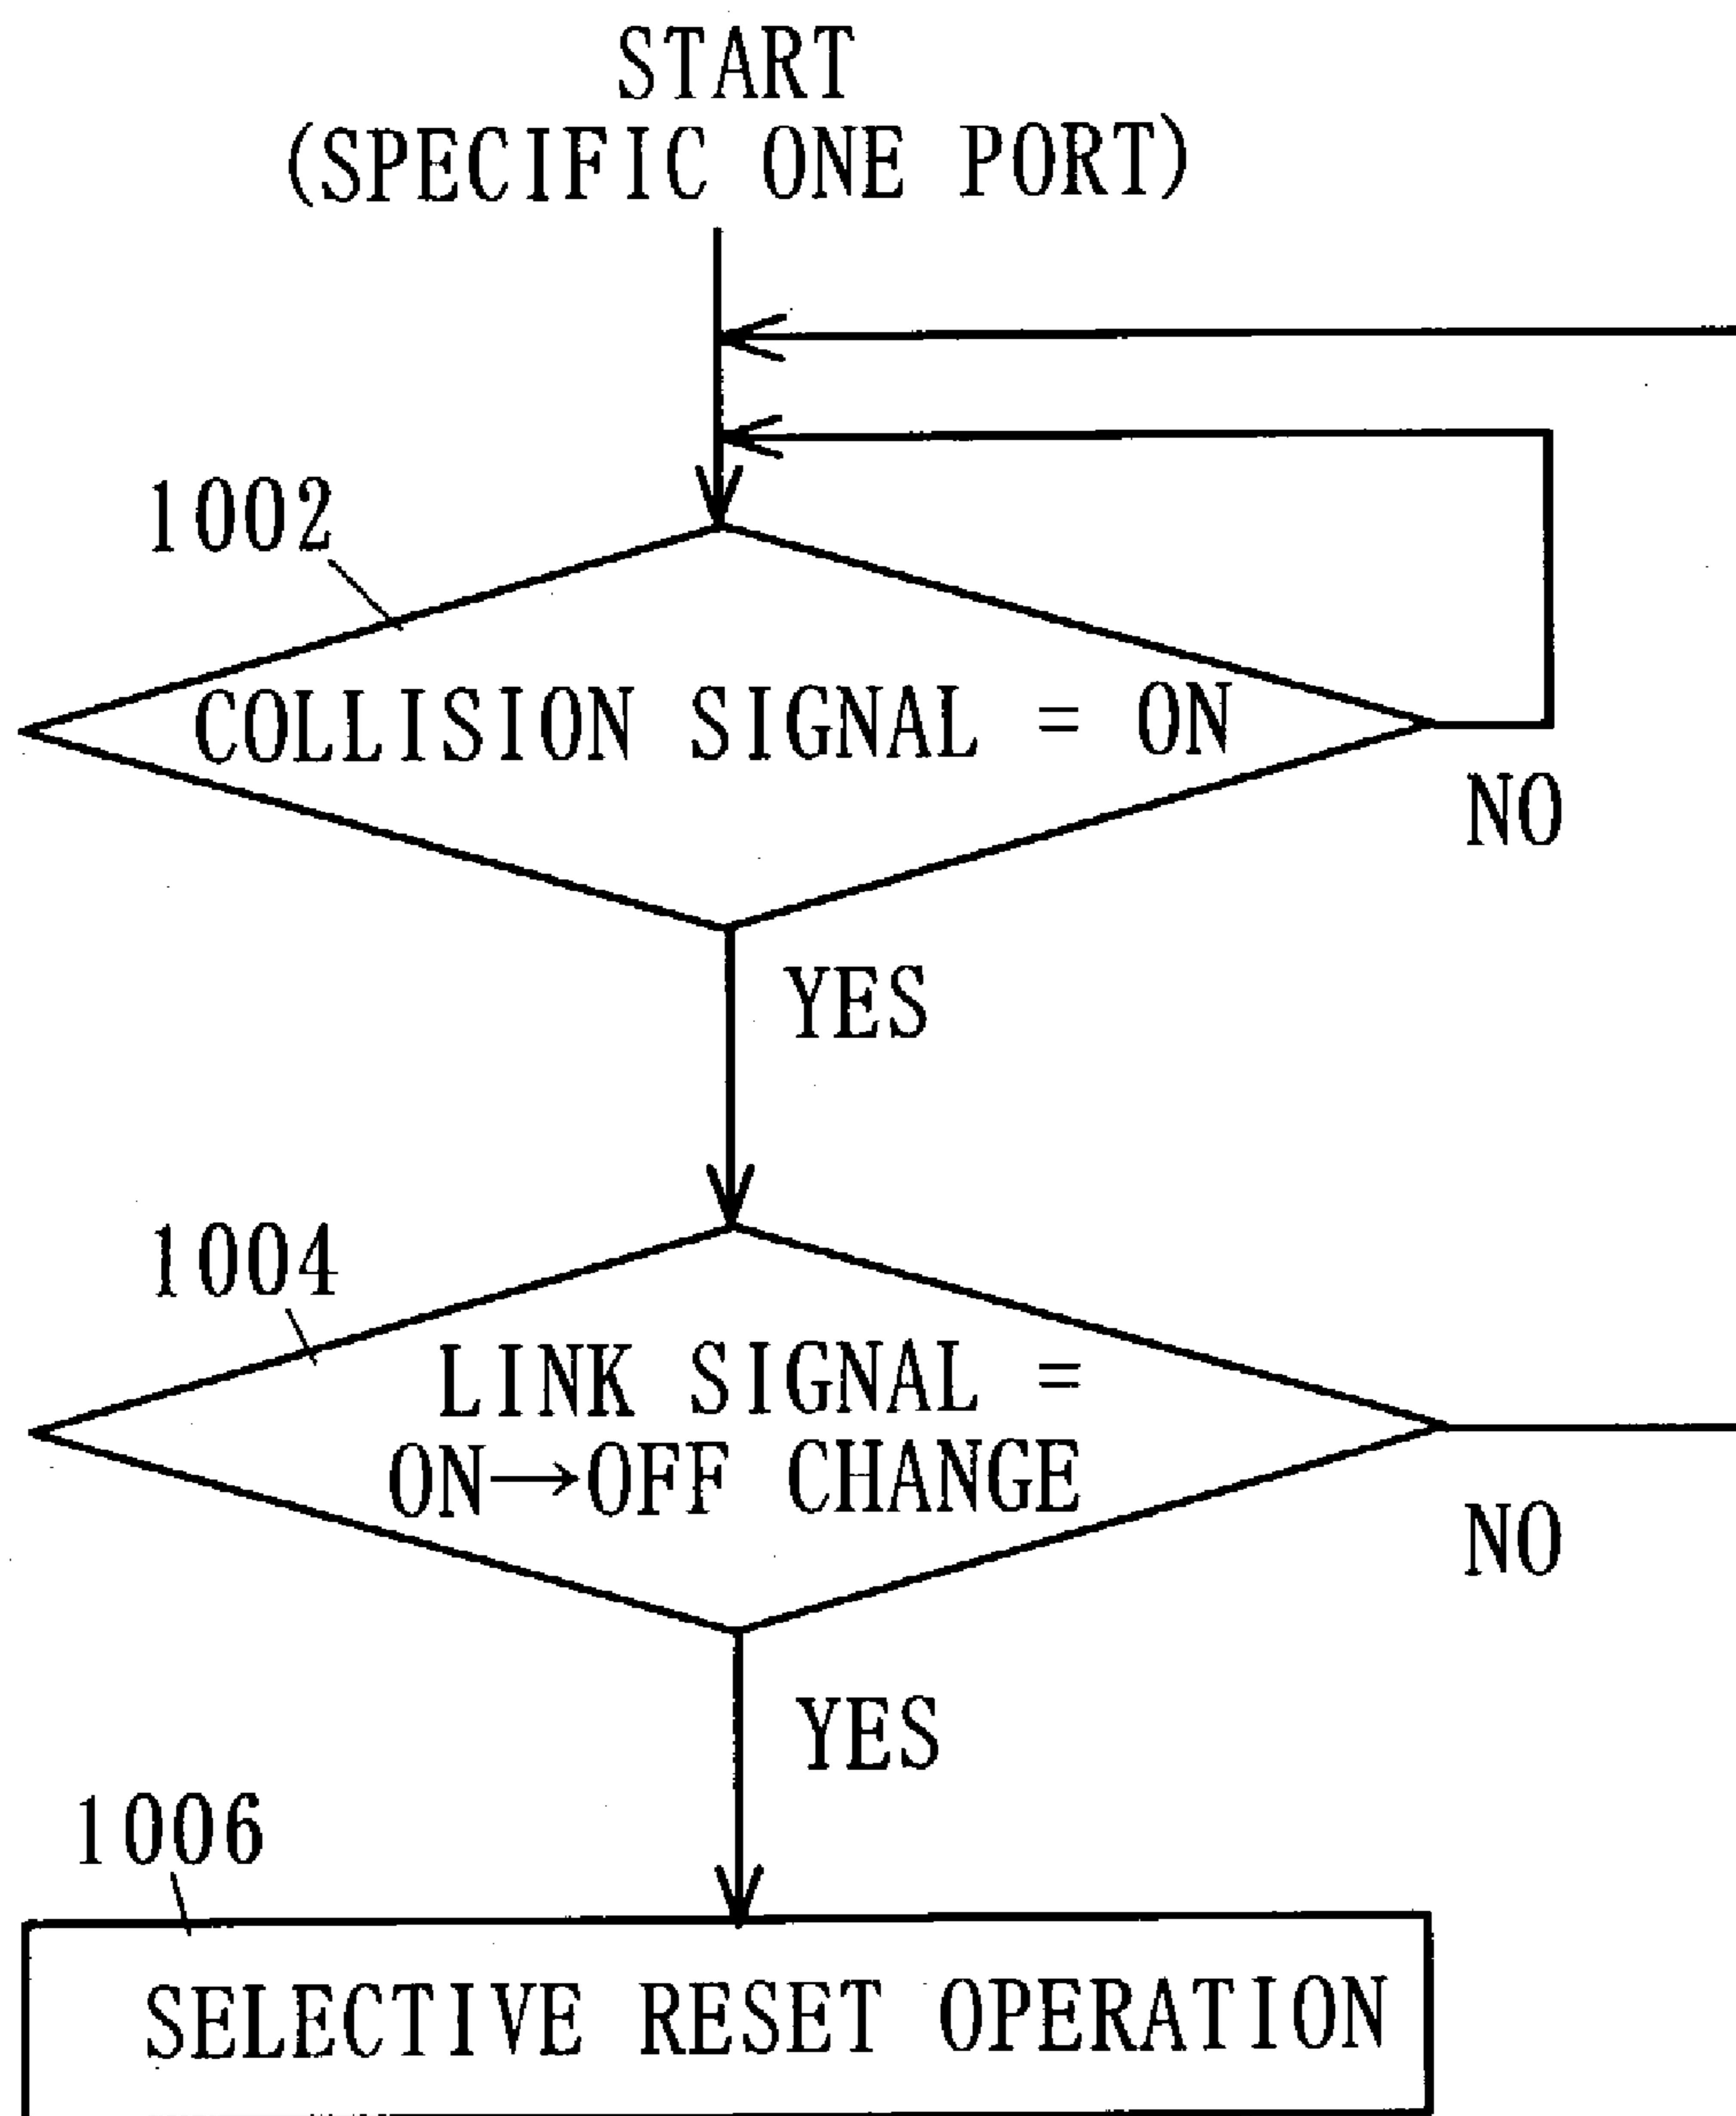 START
(SPECIFIC ONE PORT)
1002
COLLISION SIGNAL = ON
NO
YES
1004
LINK SIGNAL =
ON→OFF CHANGE
NO
YES
1006
SELECTIVE RESET OPERATION